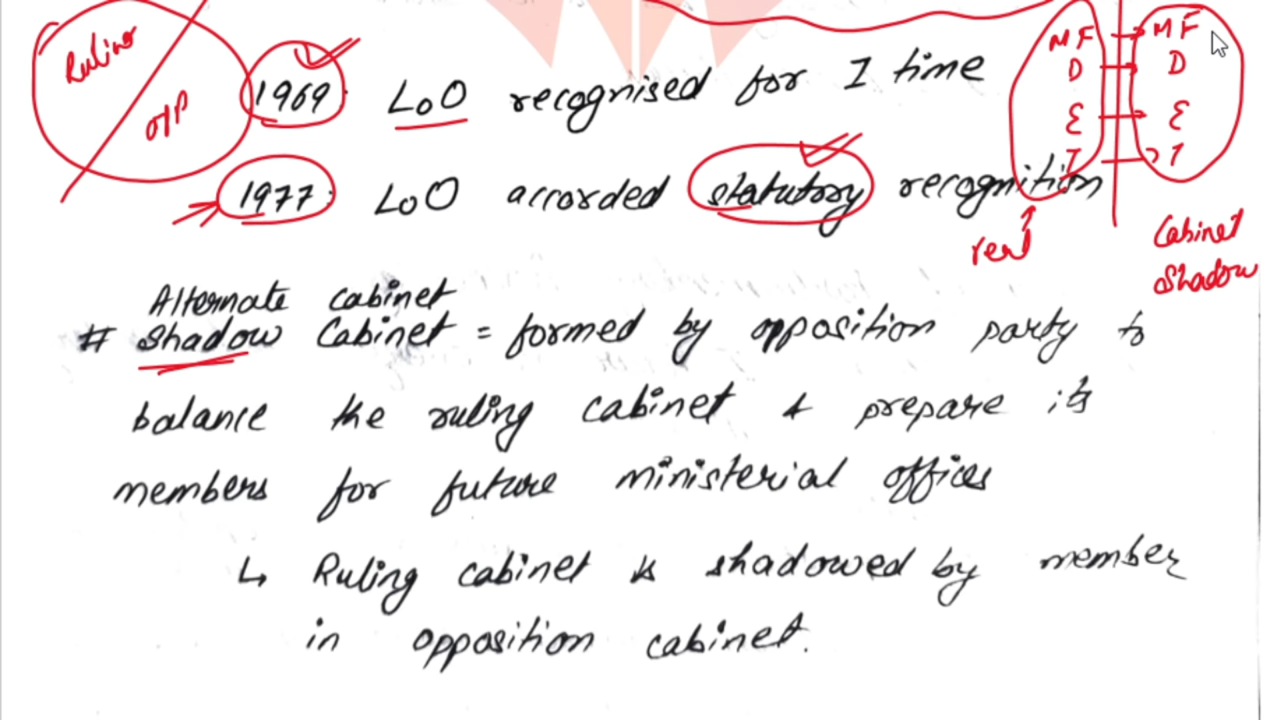 Ruling
O/P
1969 LoO recognised for I time
1977 LoO accorded statutory recognition
MF → MF
D → D
E → E
I → I
real
Cabinet
Shadow
Alternate cabinet
# Shadow Cabinet = formed by opposition party to
balance the ruling cabinet & prepare its
members for future ministerial offices
↳ Ruling cabinet is shadowed by member
in opposition cabinet.